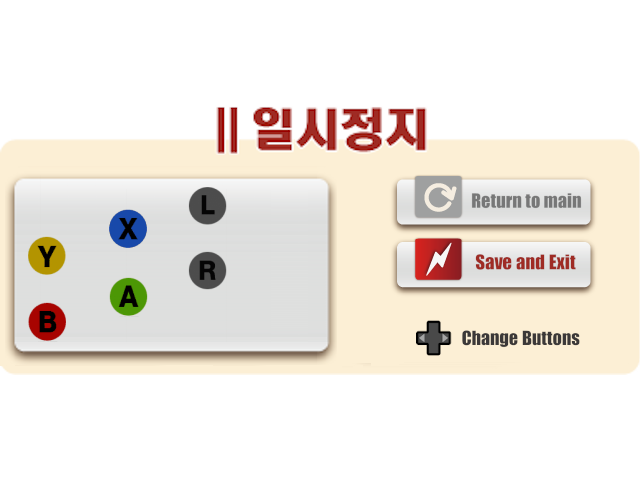 || 일시정지
L
X
Y
R
A
B
Return to main
Save and Exit
Change Buttons